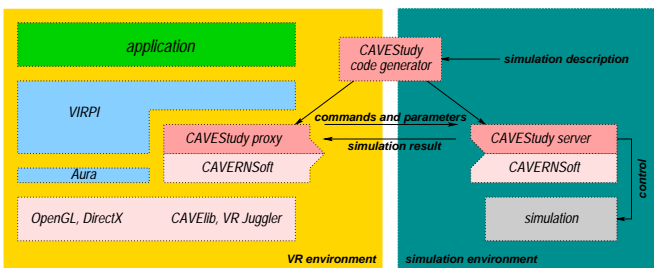 application
CAVEStudy
code generator
simulation description
VIRPI
commands and parameters
CAVEStudy proxy
CAVEStudy server
simulation result
CAVERNSoft
CAVERNSoft
Aura
control
OpenGL, DirectX
CAVElib, VR Juggler
simulation
VR environment
simulation environment